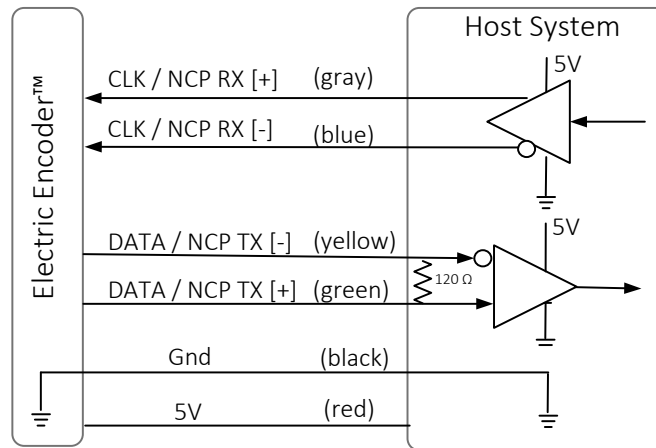 Host System
5V
CLK / NCP RX [+] (gray)
CLK / NCP RX [-] (blue)
Electric Encoder™
5V
DATA / NCP TX [-] (yellow)
120 Ω
DATA / NCP TX [+] (green)
Gnd (black)
5V (red)